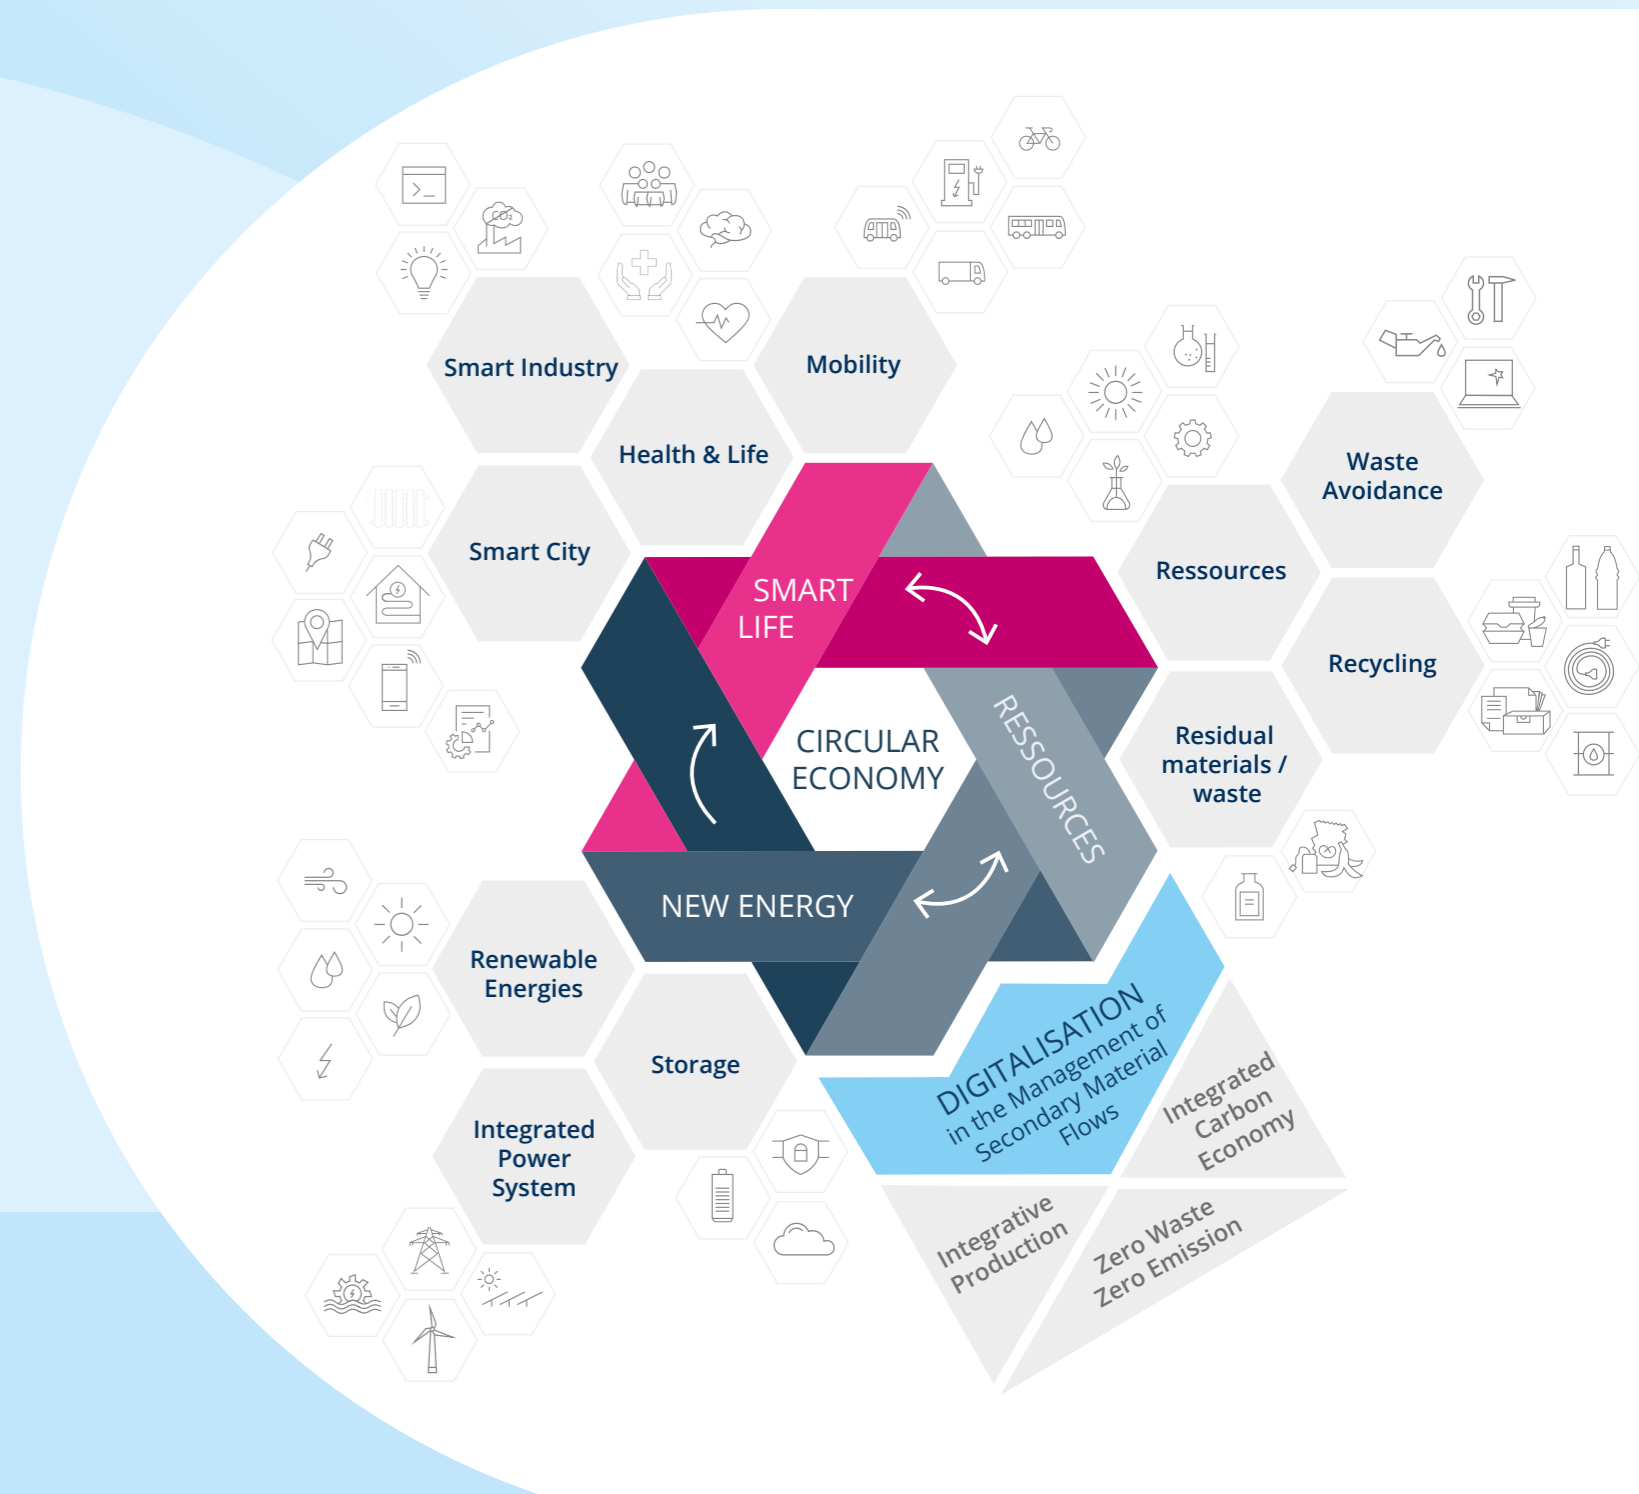 CO₂
Smart Industry
Health & Life
Mobility
Smart City
Waste
Avoidance
Ressources
Recycling
Residual
materials /
waste
SMART
LIFE
RESSOURCES
CIRCULAR
ECONOMY
NEW ENERGY
Renewable
Energies
Storage
Integrated
Power
System
DIGITALISATION
in the Management of
Secondary Material
Flows
Integrated
Carbon
Economy
Integrative
Production
Zero Waste
Zero Emission